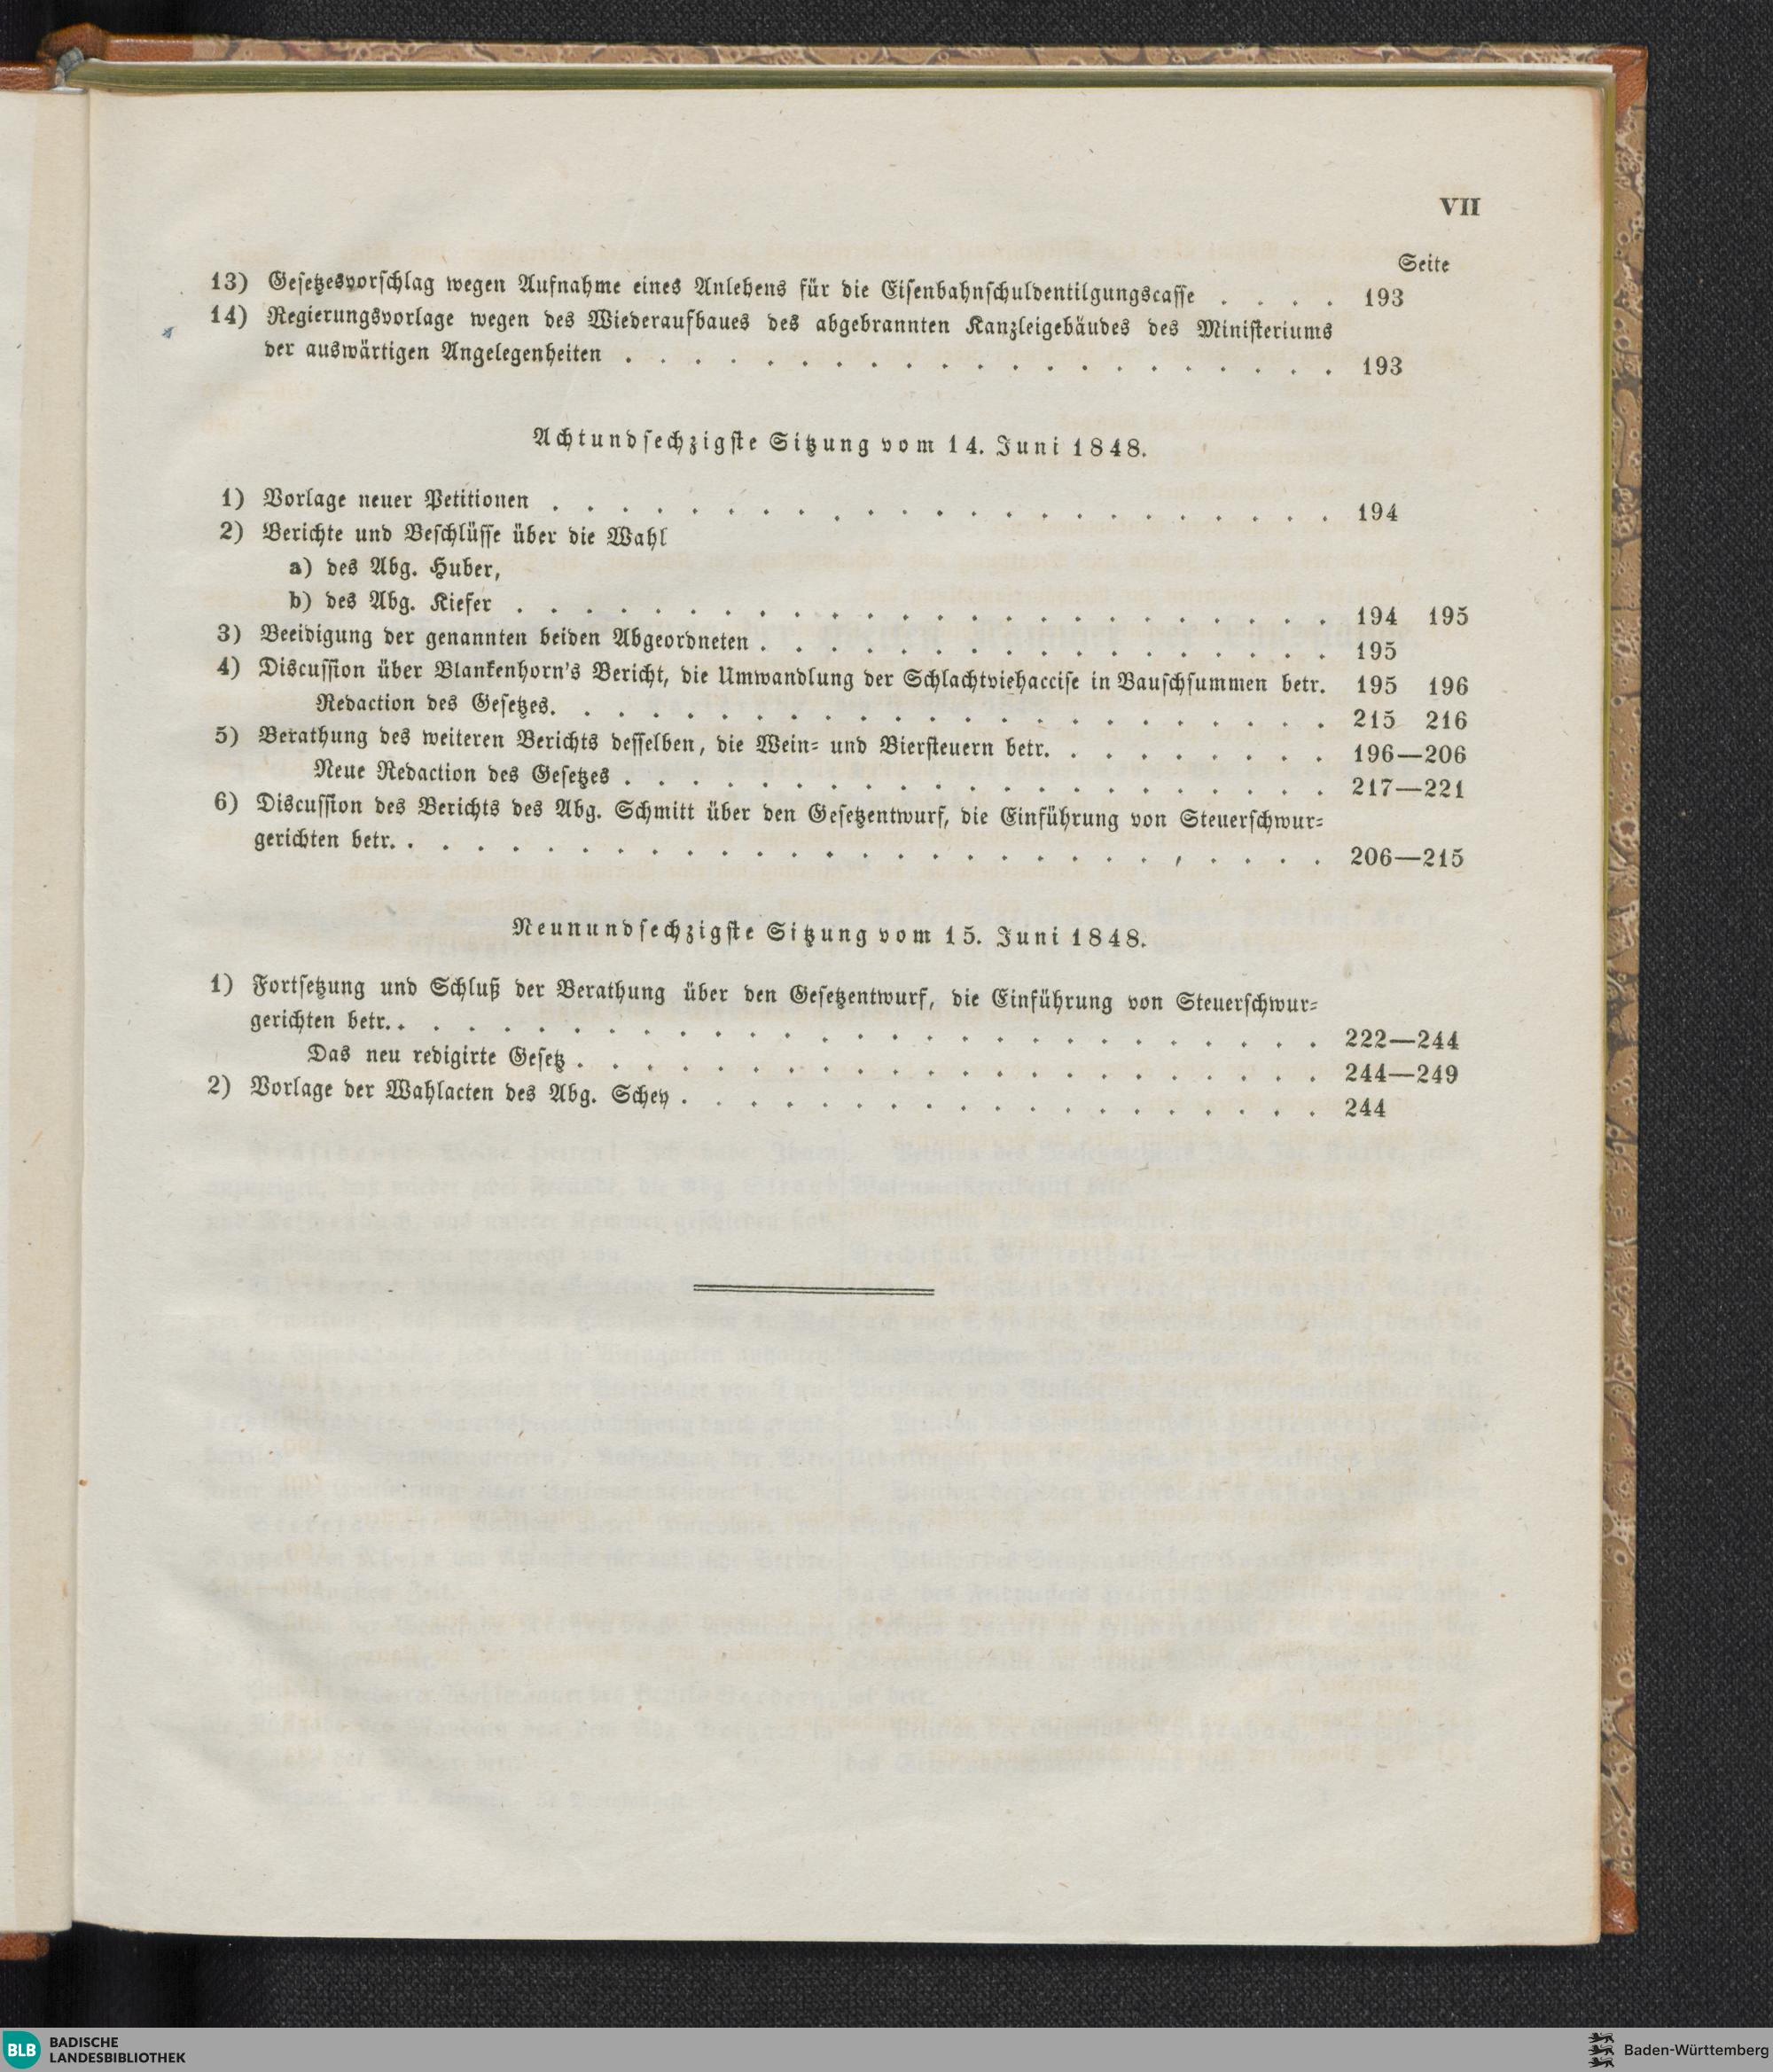 VII
Seite
13) Gesetzesvorschlag wegen Aufnahme eines Anlehens für die Eisenbahnschuldentilgungscasse . . . . 193
14) Regierungsvorlage wegen des Wiederaufbaues des abgebrannten Kanzleigebäudes des Ministeriums
der auswärtigen Angelegenheiten . . . . . . . . . . . . . . . . . . . . . 193
Achtundsechzigste Sitzung vom 14. Juni 1848.
1) Vorlage neuer Petitionen . . . . . . . . . . . . . . . . . . . . . . . 194
2) Berichte und Beschlüsse über die Wahl
a) des Abg. Huber,
b) des Abg. Kiefer . . . . . . . . . . . . . . . . . . . . . . . . 194 195
3) Beeidigung der genannten beiden Abgeordneten . . . . . . . . . . . . . . . . . 195
4) Discussion über Blankenhorn's Bericht, die Umwandlung der Schlachtviehaccise in Bauschsummen betr. 195 196
Redaction des Gesetzes. . . . . . . . . . . . . . . . . . . . . . . 215 216
5) Berathung des weiteren Berichts desselben, die Wein- und Biersteuern betr. . . . . . . . . 196—206
Neue Redaction des Gesetzes . . . . . . . . . . . . . . . . . . . . . 217—221
6) Discussion des Berichts des Abg. Schmitt über den Gesetzentwurf, die Einführung von Steuerschwur-
gerichten betr. . . . . . . . . . . . . . . . . . . . . . . . . . . . 206—215
Neunundsechzigste Sitzung vom 15. Juni 1848.
1) Fortsetzung und Schluß der Berathung über den Gesetzentwurf, die Einführung von Steuerschwur-
gerichten betr. . . . . . . . . . . . . . . . . . . . . . . . . . . . 222—244
Das neu redigirte Gesetz . . . . . . . . . . . . . . . . . . . . . . 244—249
2) Vorlage der Wahlacten des Abg. Schey . . . . . . . . . . . . . . . . . . . 244
BLB BADISCHE
LANDESBIBLIOTHEK
Baden-Württemberg